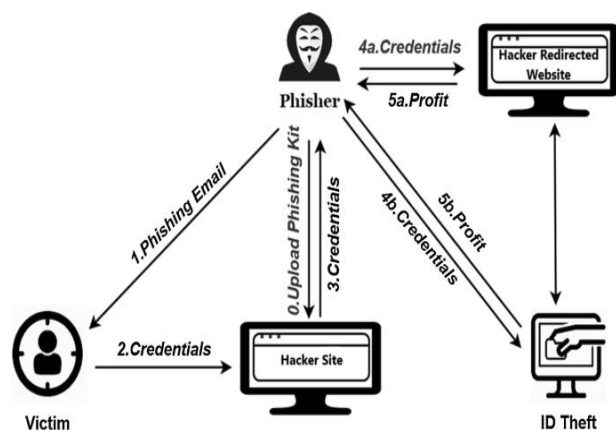 4a.Credentials
Hacker Redirected
Website
Phisher
5a.Profit
1.Phishing Email
0.Upload Phishing Kit
3.Credentials
5b.Profit
4b.Credentials
2.Credentials
Hacker Site
Victim
ID Theft